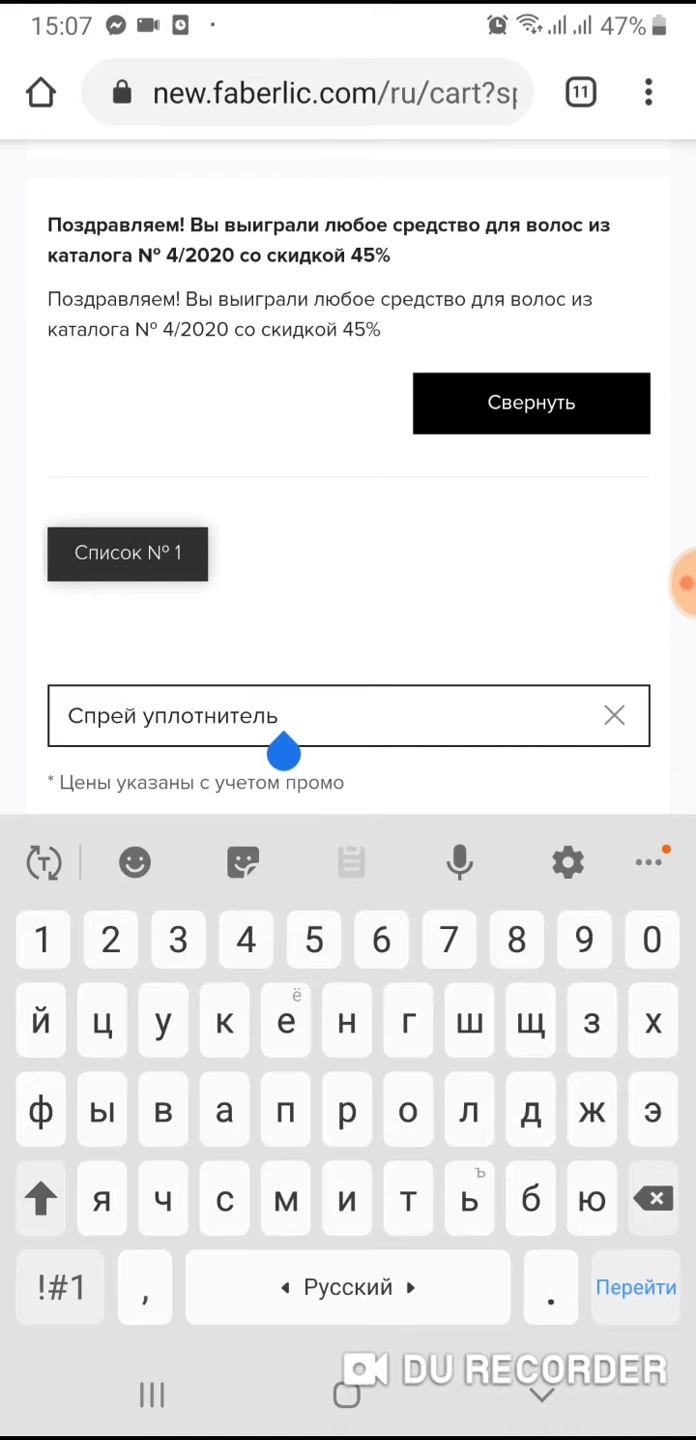 15:07
47%
new.faberlic.com/ru/cart?sp
11
Поздравляем! Вы выиграли любое средство для волос из
каталога № 4/2020 со скидкой 45%
Поздравляем! Вы выиграли любое средство для волос из
каталога № 4/2020 со скидкой 45%
Свернуть
Список № 1
Спрей уплотнитель
* Цены указаны с учетом промо
T
1 2 3 4 5 6 7 8 9 0
ё
й ц у к е н г ш щ з х
ф ы в а п р о л д ж э
ъ
я ч с м и т ь б ю
!#1 , Русский . Перейти
DU RECORDER